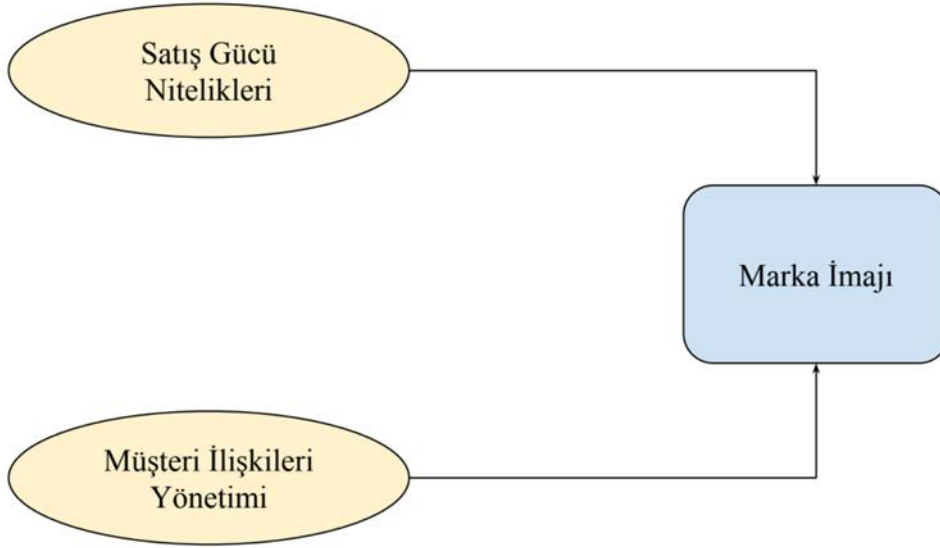 Satış Gücü
Nitelikleri
Marka İmajı
Müşteri İlişkileri
Yönetimi